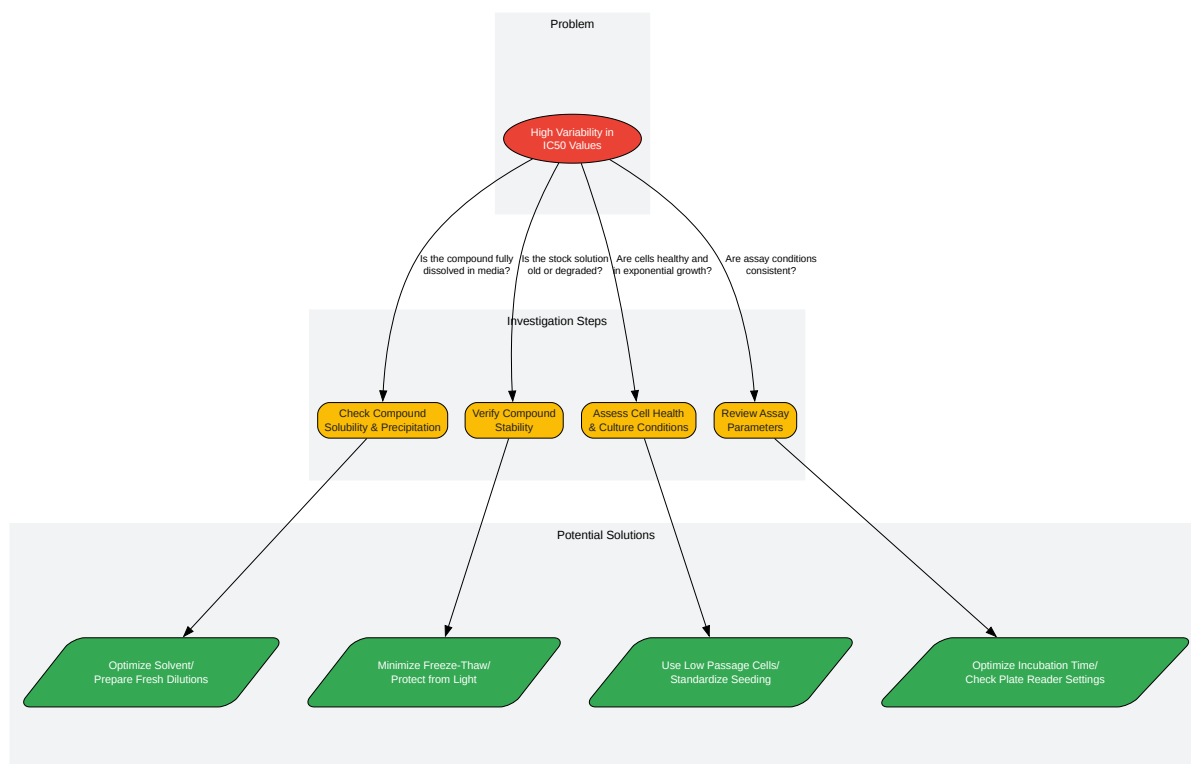 Problem
High Variability in
IC50 Values
Is the compound fully
dissolved in media?
Is the stock solution
old or degraded?
Are cells healthy and
in exponential growth?
Are assay conditions
consistent?
Investigation Steps
Check Compound
Solubility & Precipitation
Verify Compound
Stability
Assess Cell Health
& Culture Conditions
Review Assay
Parameters
Potential Solutions
Optimize Solvent/
Prepare Fresh Dilutions
Minimize Freeze-Thaw/
Protect from Light
Use Low Passage Cells/
Standardize Seeding
Optimize Incubation Time/
Check Plate Reader Settings